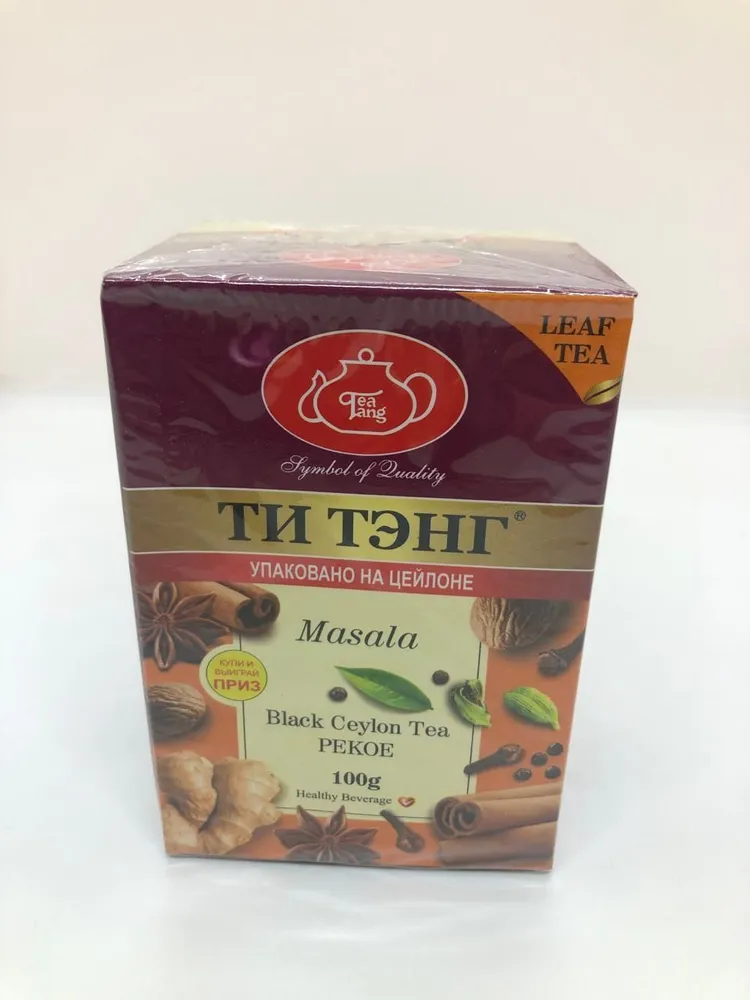 LEAF
TEA
Tea
Tang
Symbol of Quality
ТИ ТЭНГ®
УПАКОВАНО НА ЦЕЙЛОНЕ
Masala
КУПИ И
ВЫИГРАЙ
ПРИЗ
Black Ceylon Tea
PEKOE
100g
Healthy Beverage